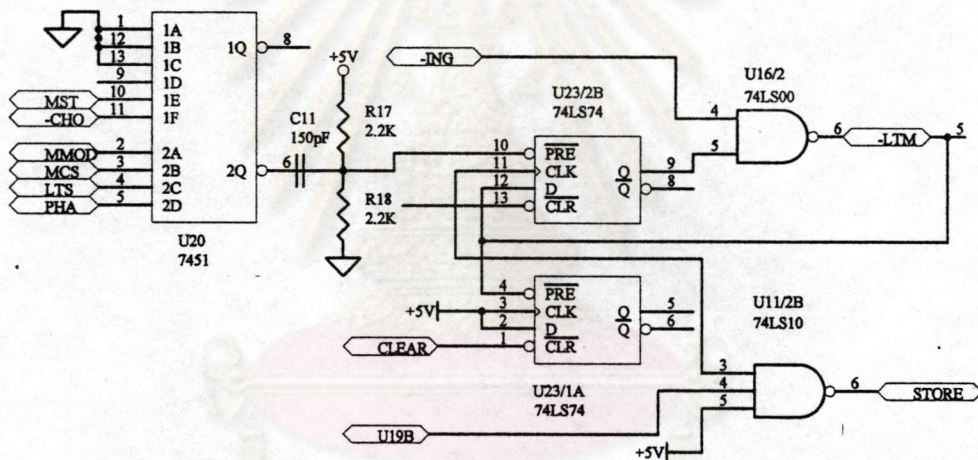 1
1A
12
1B
13
1C
9
1D
MST
10
1E
-CHO
11
1F
1Q
8
MMOD
2
2A
MCS
3
2B
LTS
4
2C
PHA
5
2D
2Q
6
U20
7451
C11
150pF
+5V
R17
2.2K
R18
2.2K
-ING
U23/2B
74LS74
10
PRE
11
CLK
12
D
13
CLR
Q
9
Q
8
U16/2
74LS00
4
5
6
-LTM
5
+5V
4
PRE
3
CLK
2
D
CLEAR
1
CLR
Q
5
Q
6
U23/1A
74LS74
U11/2B
74LS10
3
4
5
6
STORE
U19B
+5V